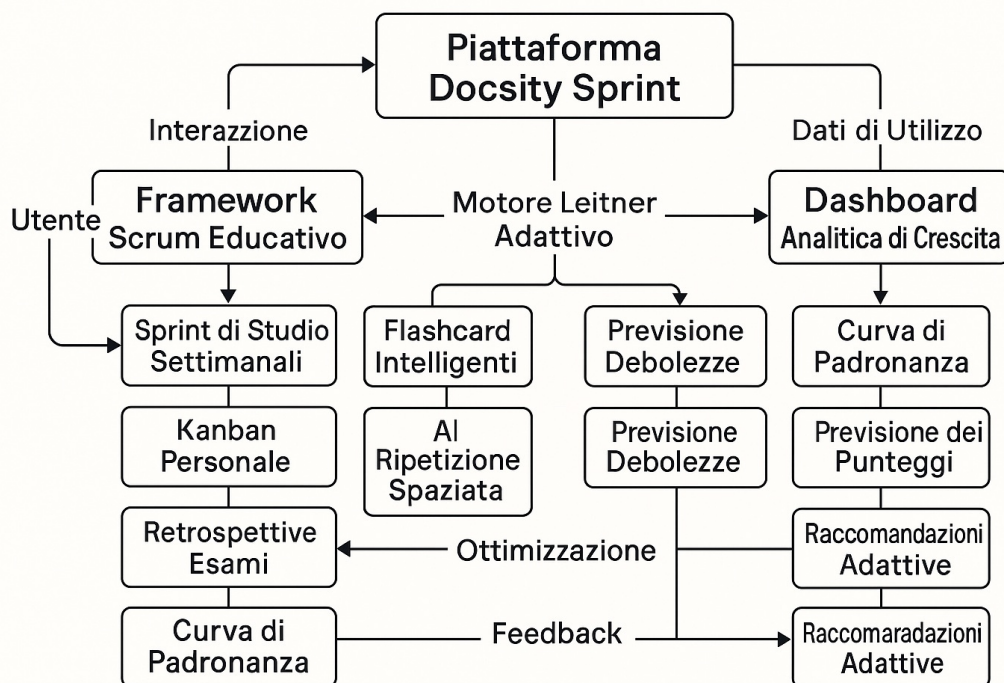 Piattaformma
Docsity Sprint
Interazzione
Dati di Utilizzo
Utente
Framework
Scrum Educativo
Motore Leitner
Adattivo
Dashboard
Analitica di Crescita
Sprint di Studio
Settimanali
Flashcard
Intelligenti
Previsione
Debolezze
Curva di
Padronanza
Kanban
Personale
AI
Ripetizione
Spaziata
Previsione
Debolezze
Previsione dei
Punteggi
Retrospettive
Esami
Ottimizzazione
Raccomandazioni
Adattive
Curva di
Padronanza
Feedback
Raccomaradazioni
Adattive